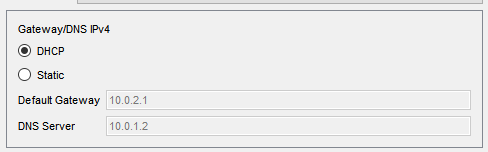 Gateway/DNS IPv4
DHCP
Static
Default Gateway 10.0.2.1
DNS Server 10.0.1.2